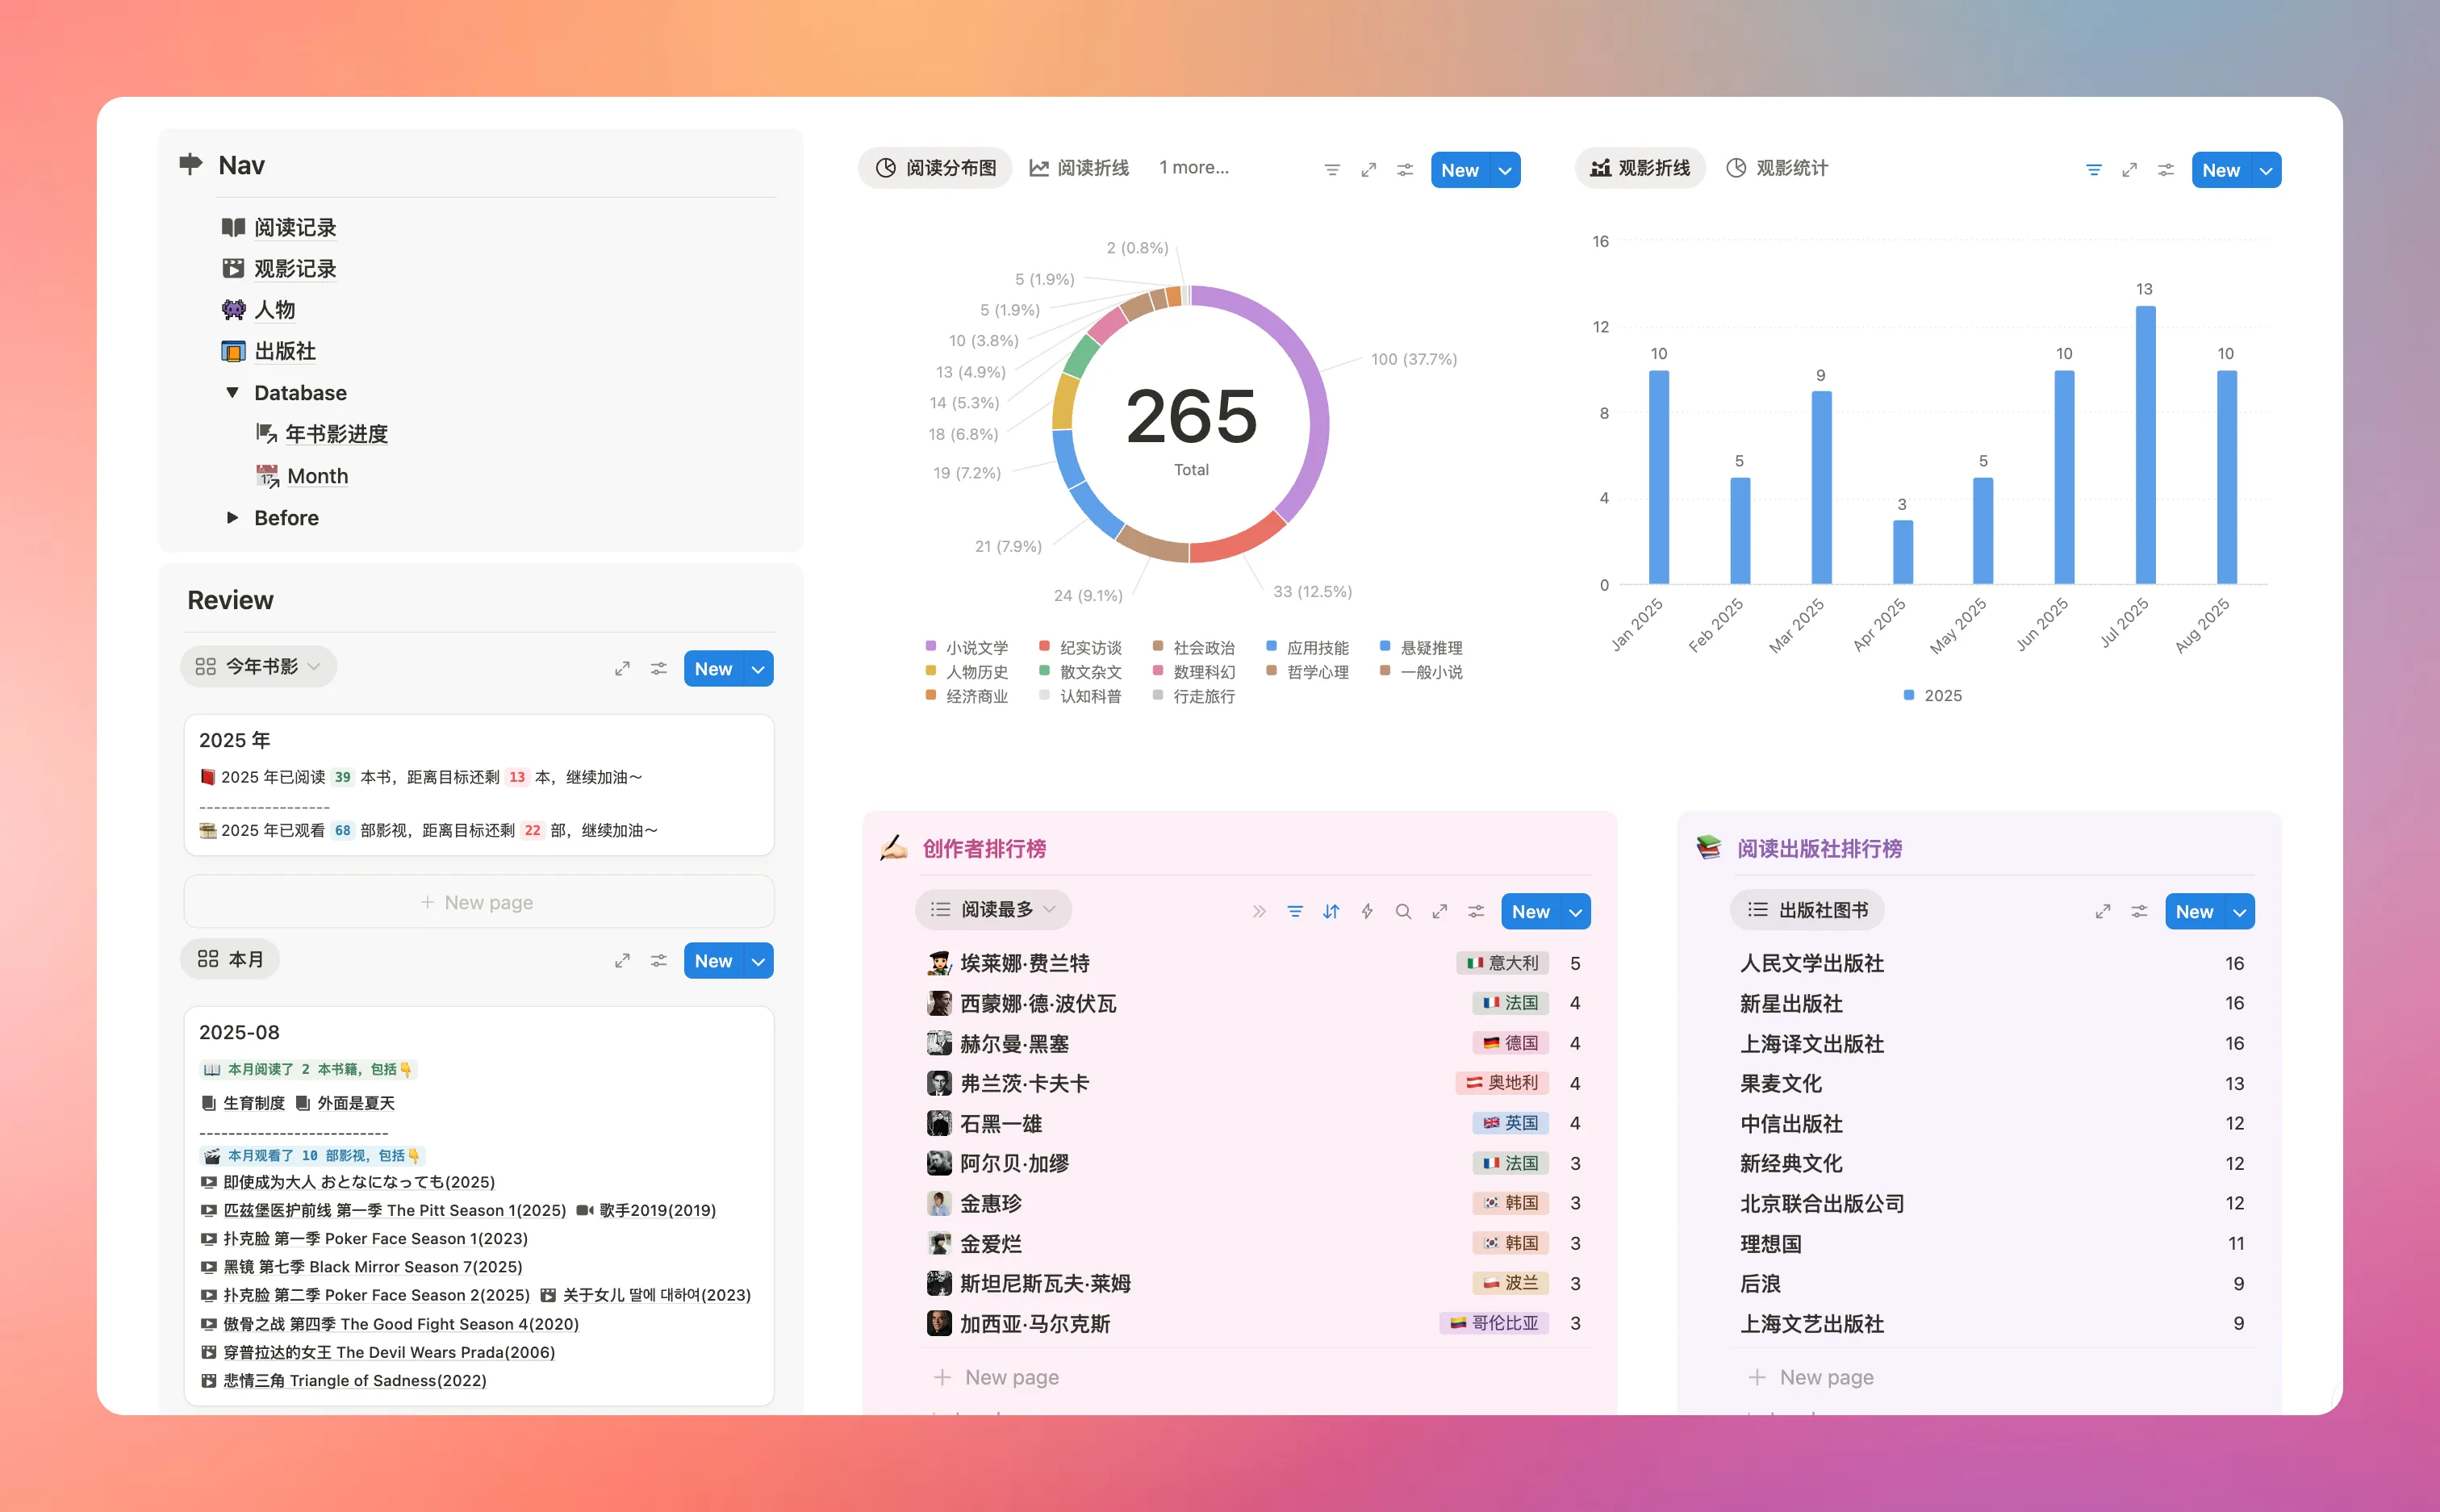 Nav
阅读记录
观影记录
人物
出版社
Database
年书影进度
Month
Before
Review
今年书影
New
2025 年
2025 年已阅读 39 本书，距离目标还剩 13 本，继续加油～
------------------
2025 年已观看 68 部影视，距离目标还剩 22 部，继续加油～
+ New page
本月
New
2025-08
本月阅读了 2 本书籍，包括
生育制度 外面是夏天
--------------------------
本月观看了 10 部影视，包括
即使成为大人 おとなになっても(2025)
匹兹堡医护前线 第一季 The Pitt Season 1(2025) 歌手2019(2019)
扑克脸 第一季 Poker Face Season 1(2023)
黑镜 第七季 Black Mirror Season 7(2025)
扑克脸 第二季 Poker Face Season 2(2025) 关于女儿 딸에 대하여(2023)
傲骨之战 第四季 The Good Fight Season 4(2020)
穿普拉达的女王 The Devil Wears Prada(2006)
悲情三角 Triangle of Sadness(2022)
阅读分布图 阅读折线 1 more...
New
2 (0.8%)
5 (1.9%)
5 (1.9%)
10 (3.8%)
13 (4.9%)
14 (5.3%)
18 (6.8%)
19 (7.2%)
21 (7.9%)
24 (9.1%)
33 (12.5%)
100 (37.7%)
265
Total
小说文学 纪实访谈 社会政治 应用技能 悬疑推理
人物历史 散文杂文 数理科幻 哲学心理 一般小说
经济商业 认知科普 行走旅行
观影折线 观影统计
New
16
12
8
4
0
10
5
9
3
5
10
13
10
Jan 2025
Feb 2025
Mar 2025
Apr 2025
May 2025
Jun 2025
Jul 2025
Aug 2025
2025
创作者排行榜
阅读最多
New
埃莱娜·费兰特 意大利 5
西蒙娜·德·波伏瓦 法国 4
赫尔曼·黑塞 德国 4
弗兰茨·卡夫卡 奥地利 4
石黑一雄 英国 4
阿尔贝·加缪 法国 3
金惠珍 韩国 3
金爱烂 韩国 3
斯坦尼斯瓦夫·莱姆 波兰 3
加西亚·马尔克斯 哥伦比亚 3
+ New page
阅读出版社排行榜
出版社图书
New
人民文学出版社 16
新星出版社 16
上海译文出版社 16
果麦文化 13
中信出版社 12
新经典文化 12
北京联合出版公司 12
理想国 11
后浪 9
上海文艺出版社 9
+ New page